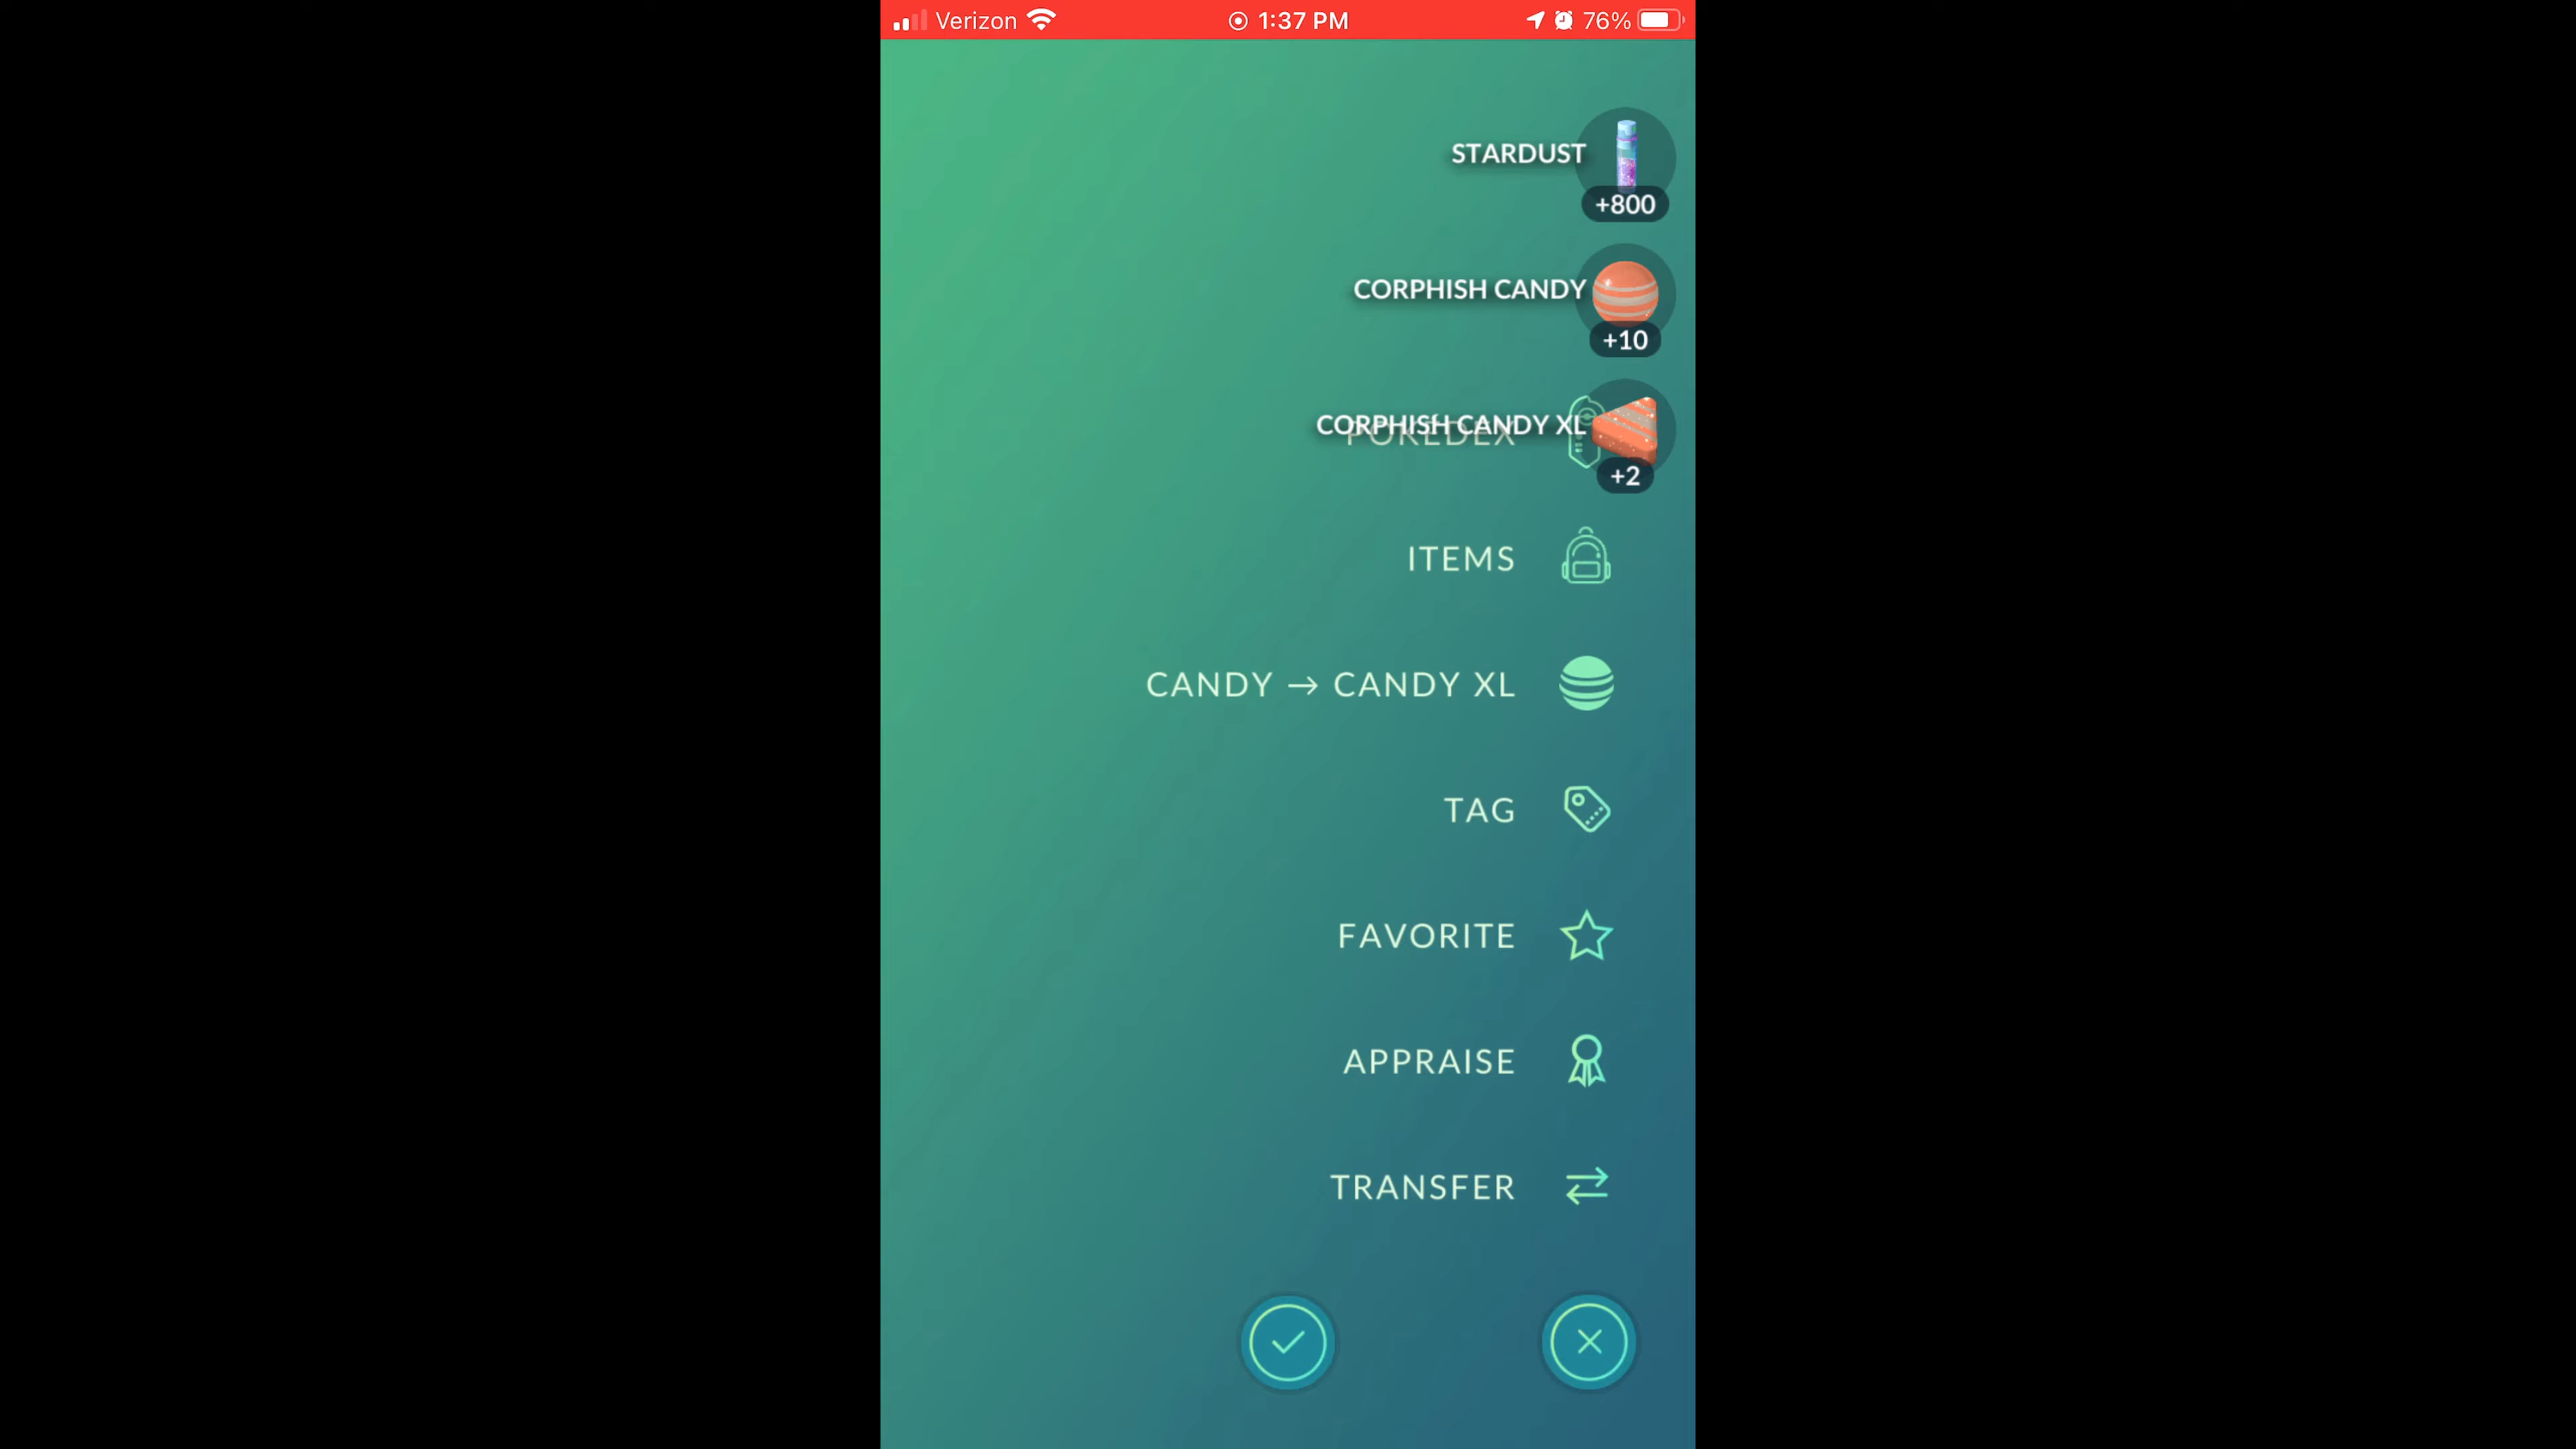 Verizon 1:37 PM 76%
STARDUST
+800
CORPHISH CANDY
+10
CORPHISH CANDY XL
POKÉDEX
+2
ITEMS
CANDY → CANDY XL
TAG
FAVORITE
APPRAISE
TRANSFER